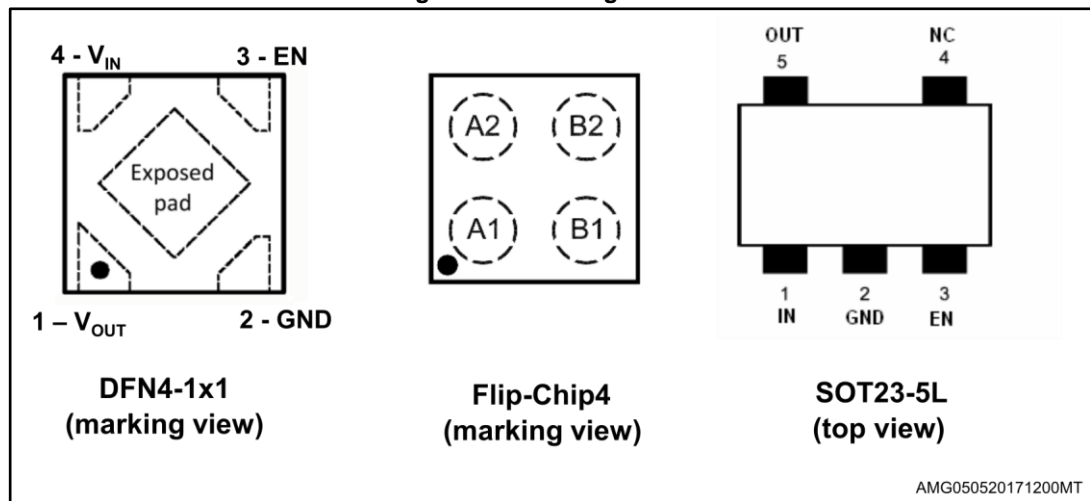 4 - VIN 3 - EN
Exposed
pad
1 – VOUT 2 - GND
DFN4-1x1
(marking view)
A2 B2
A1 B1
Flip-Chip4
(marking view)
OUT NC
5 4
1 2 3
IN GND EN
SOT23-5L
(top view)
AMG050520171200MT